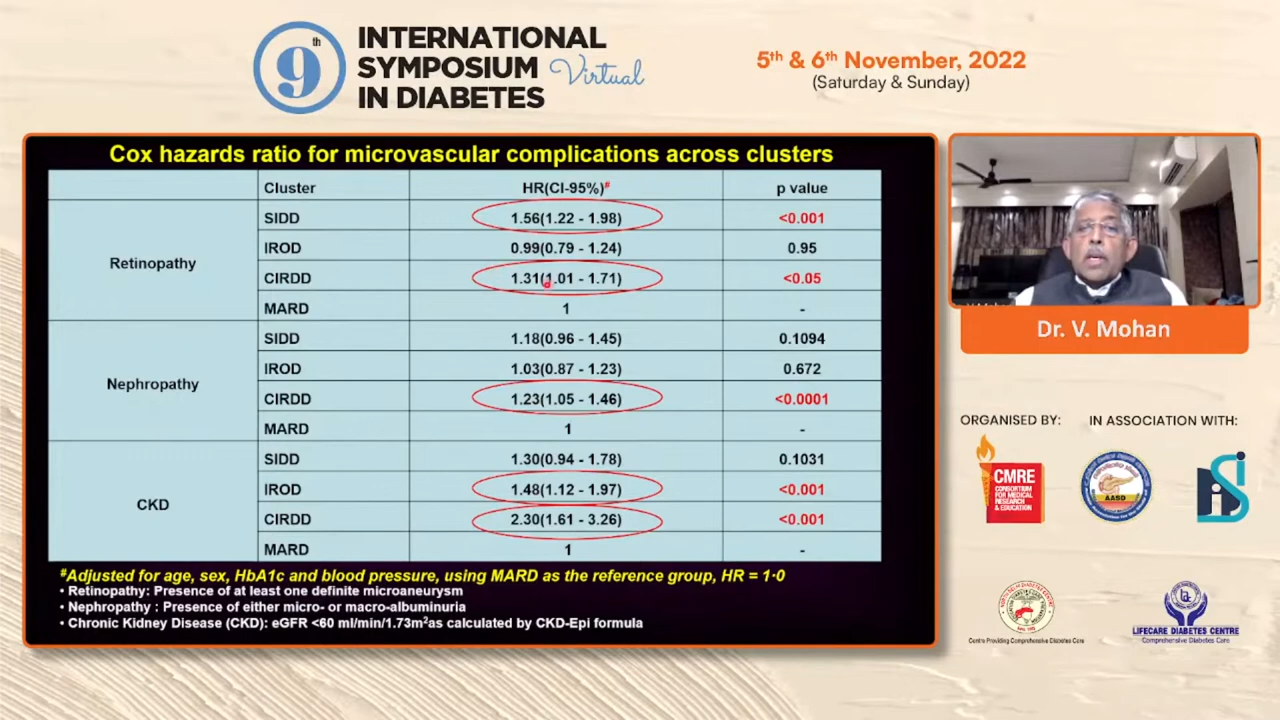 9th
INTERNATIONAL
SYMPOSIUM Virtual
IN DIABETES
5th & 6th November, 2022
(Saturday & Sunday)
Cox hazards ratio for microvascular complications across clusters
Cluster HR(CI-95%)# p value
Retinopathy
SIDD 1.56(1.22 - 1.98) <0.001
IROD 0.99(0.79 - 1.24) 0.95
CIRDD 1.31(1.01 - 1.71) <0.05
MARD 1 -
Nephropathy
SIDD 1.18(0.96 - 1.45) 0.1094
IROD 1.03(0.87 - 1.23) 0.672
CIRDD 1.23(1.05 - 1.46) <0.0001
MARD 1 -
CKD
SIDD 1.30(0.94 - 1.78) 0.1031
IROD 1.48(1.12 - 1.97) <0.001
CIRDD 2.30(1.61 - 3.26) <0.001
MARD 1 -
#Adjusted for age, sex, HbA1c and blood pressure, using MARD as the reference group, HR = 1·0
• Retinopathy: Presence of at least one definite microaneurysm
• Nephropathy : Presence of either micro- or macro-albuminuria
• Chronic Kidney Disease (CKD): eGFR <60 ml/min/1.73m²as calculated by CKD-Epi formula
Dr. V. Mohan
ORGANISED BY: IN ASSOCIATION WITH:
CMRE
CONSORTIUM
FOR MEDICAL
RESEARCH
& EDUCATION
AASD
Centre Providing Comprehensive Diabetes Care
LIFECARE DIABETES CENTRE
Comprehensive Diabetes Care